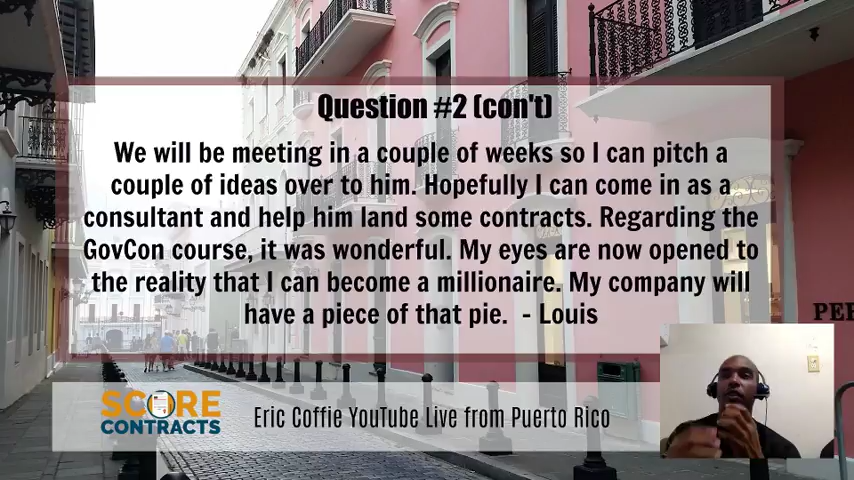 Question #2 (con't)
We will be meeting in a couple of weeks so I can pitch a
couple of ideas over to him. Hopefully I can come in as a
consultant and help him land some contracts. Regarding the
GovCon course, it was wonderful. My eyes are now opened to
the reality that I can become a millionaire. My company will
have a piece of that pie.  - Louis
SCORE
CONTRACTS
Eric Coffie YouTube Live from Puerto Rico